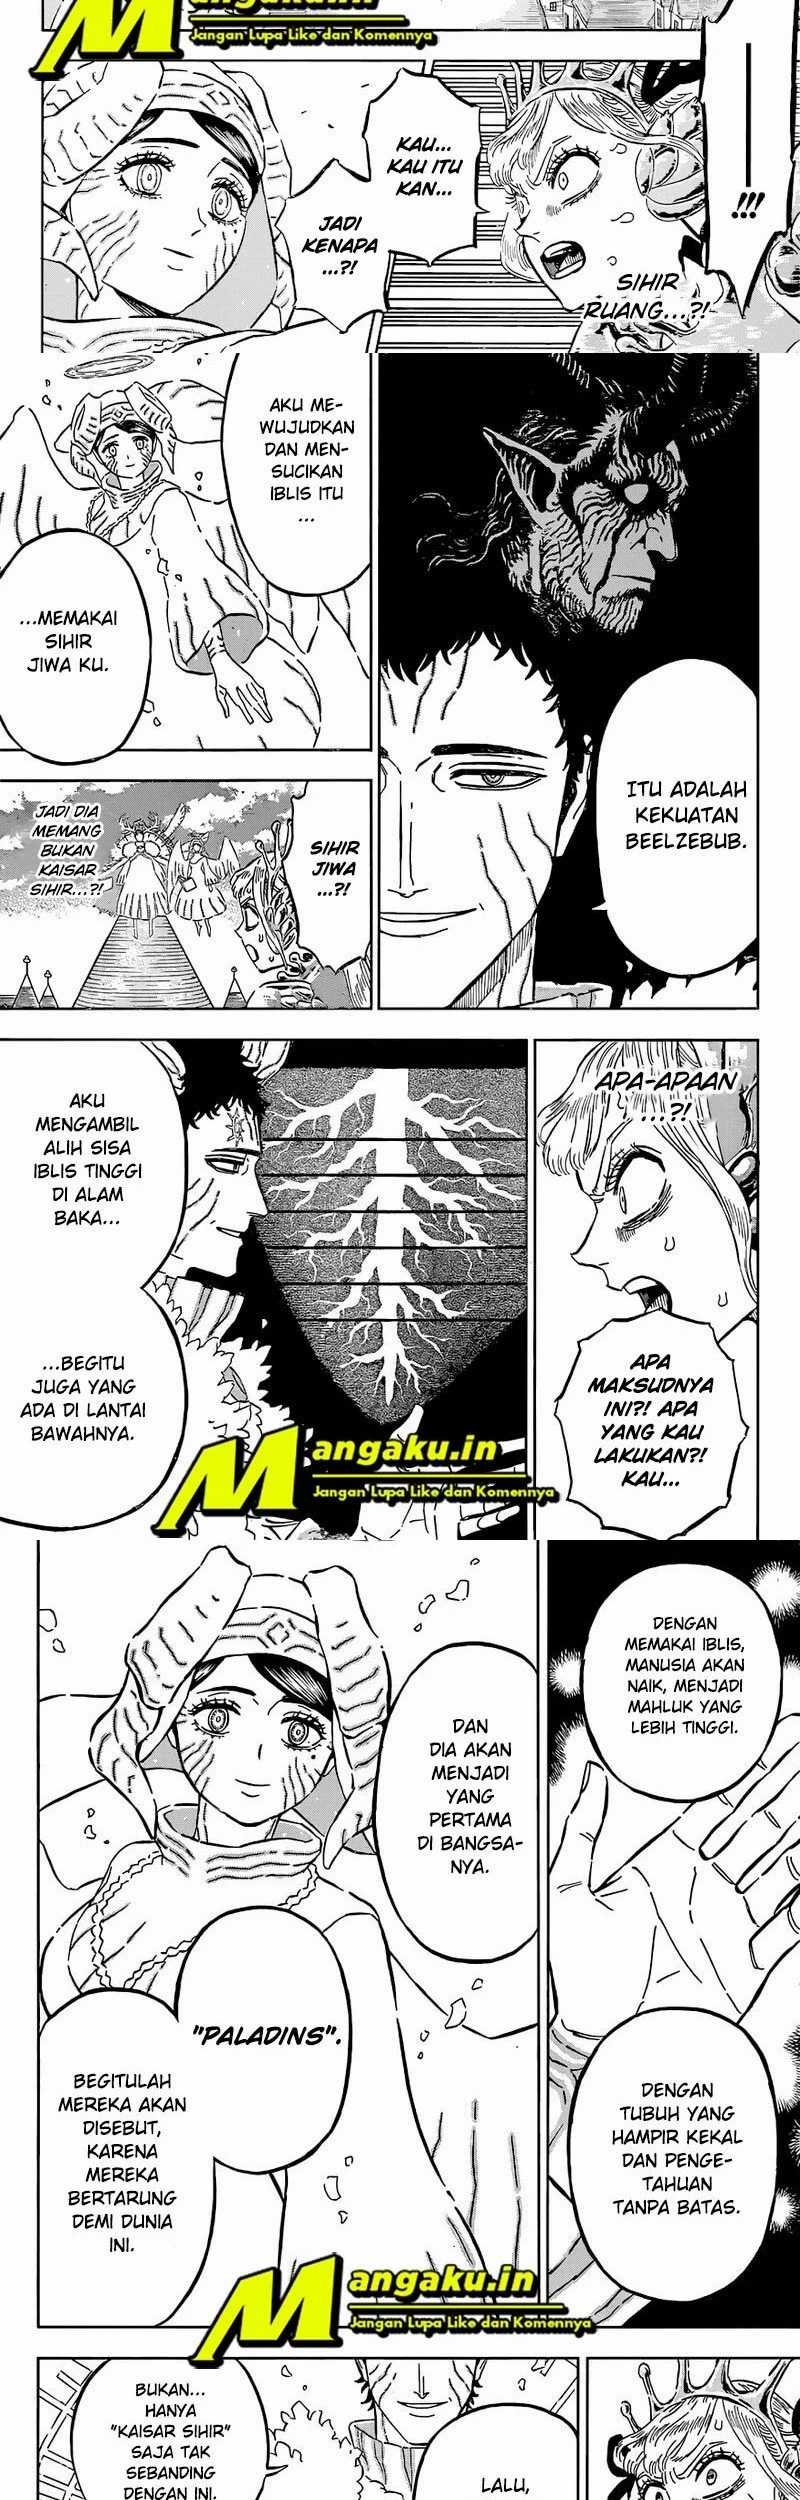 Mangaku.in
Jangan Lupa Like dan Komennya
!!!
KAU...
KAU ITU
KAN...
JADI
KENAPA
...?!
SIHIR
RUANG...?!
AKU ME-
WUJUDKAN
DAN MEN-
SUCIKAN
IBLIS ITU
...
...MEMAKAI
SIHIR
JIWA KU.
ITU ADALAH
KEKUATAN
BEELZEBUB.
SIHIR
JIWA
...?!
JADI DIA
MEMANG
BUKAN
KAISAR
SIHIR...?!
APA-APAAN
...?!
APA
MAKSUDNYA
INI?! APA
YANG KAU
LAKUKAN?!
KAU...
AKU
MENGAMBIL
ALIH SISA
IBLIS TINGGI
DI ALAM
BAKA...
...BEGITU
JUGA YANG
ADA DI LANTAI
BAWAHNYA.
Mangaku.in
Jangan Lupa Like dan Komennya
DENGAN
MEMAKAI IBLIS,
MANUSIA AKAN
NAIK, MENJADI
MAHLUK YANG
LEBIH TINGGI.
DENGAN
TUBUH YANG
HAMPIR KEKAL
DAN PENGE-
TAHUAN
TANPA BATAS.
DAN
DIA AKAN
MENJADI
YANG
PERTAMA
DI BANGSA-
NYA.
"PALADINS".
BEGITULAH
MEREKA AKAN
DISEBUT,
KARENA
MEREKA
BERTARUNG
DEMI DUNIA
INI.
Mangaku.in
Jangan Lupa Like dan Komennya
BUKAN...
HANYA
"KAISAR SIHIR"
SAJA TAK
SEBANDING
DENGAN INI.
LALU,